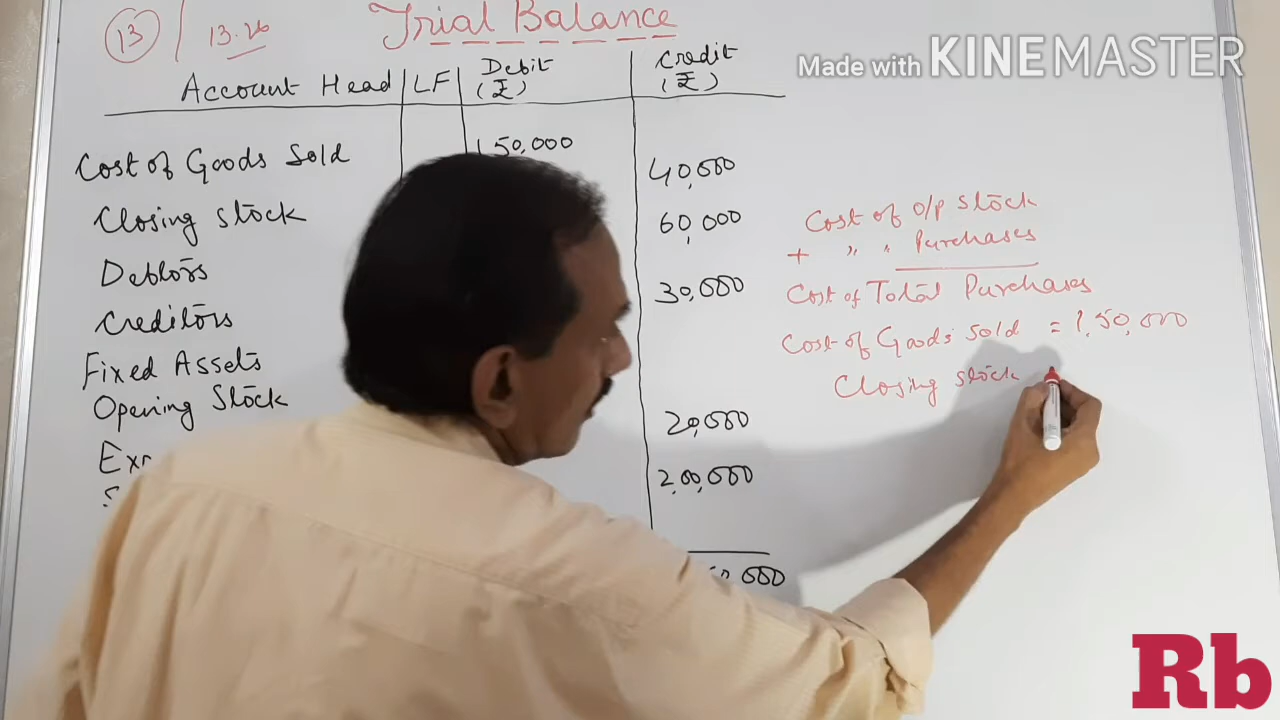 13 / 13.26 Trial Balance
Made with KINEMASTER
Account Head LF Debit (₹) Credit (₹)
Cost of Goods Sold 1,50,000
40,000
Closing Stock 60,000
Debtors
Creditors 30,000
Fixed Assets
Opening Stock 20,000
2,00,000
Cost of O/p Stock
+ " " Purchases
Cost of Total Purchases
Cost of Goods Sold = 1,50,000
Closing Stock
Rb